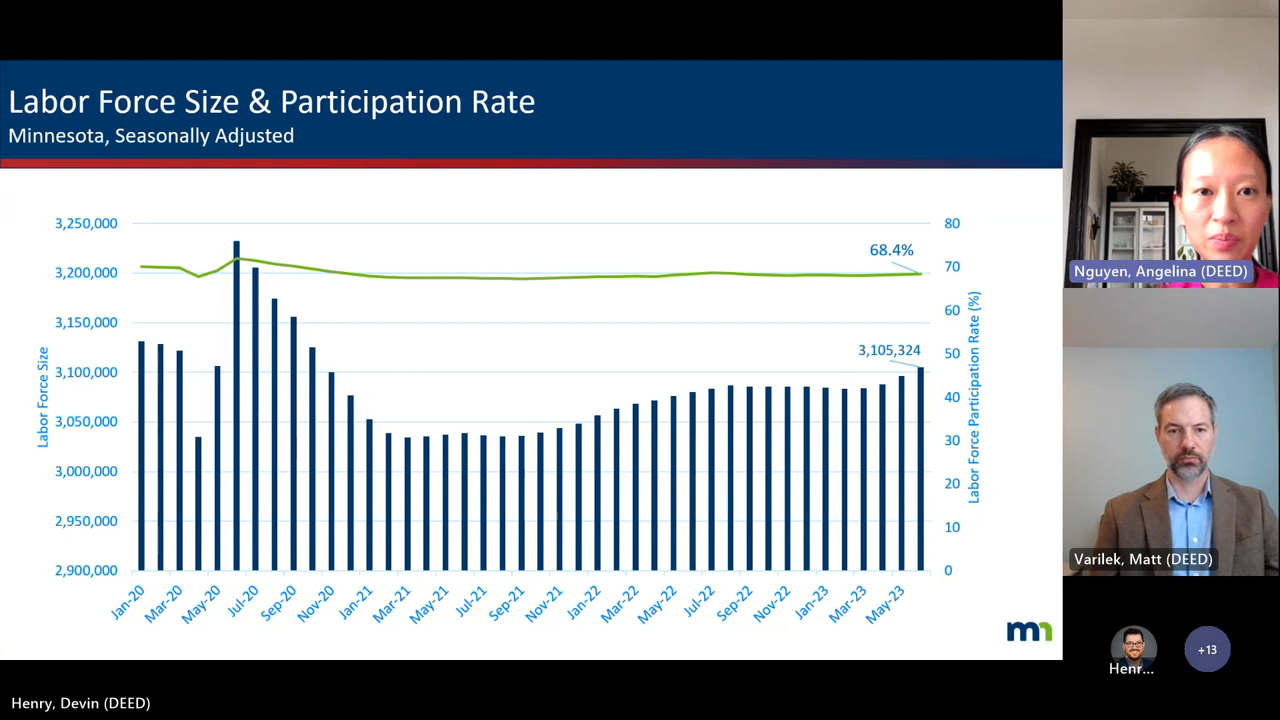 Labor Force Size & Participation Rate
Minnesota, Seasonally Adjusted
3,250,000
3,200,000
3,150,000
3,100,000
3,050,000
3,000,000
2,950,000
2,900,000
Labor Force Size
80
70
60
50
40
30
20
10
0
Labor Force Participation Rate (%)
68.4%
3,105,324
Jan-20
Mar-20
May-20
Jul-20
Sep-20
Nov-20
Jan-21
Mar-21
May-21
Jul-21
Sep-21
Nov-21
Jan-22
Mar-22
May-22
Jul-22
Sep-22
Nov-22
Jan-23
Mar-23
May-23
mn
Nguyen, Angelina (DEED)
Varilek, Matt (DEED)
Henr...
+13
Henry, Devin (DEED)